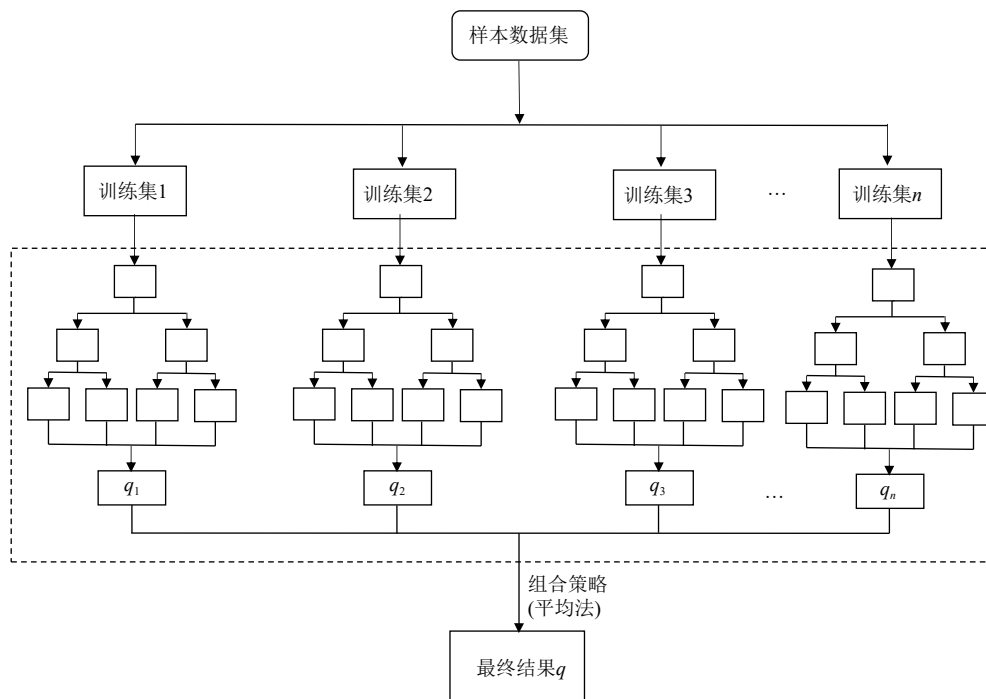 样本数据集
训练集1
训练集2
训练集3
…
训练集n
q₁
q₂
q₃
…
qₙ
组合策略
(平均法)
最终结果q